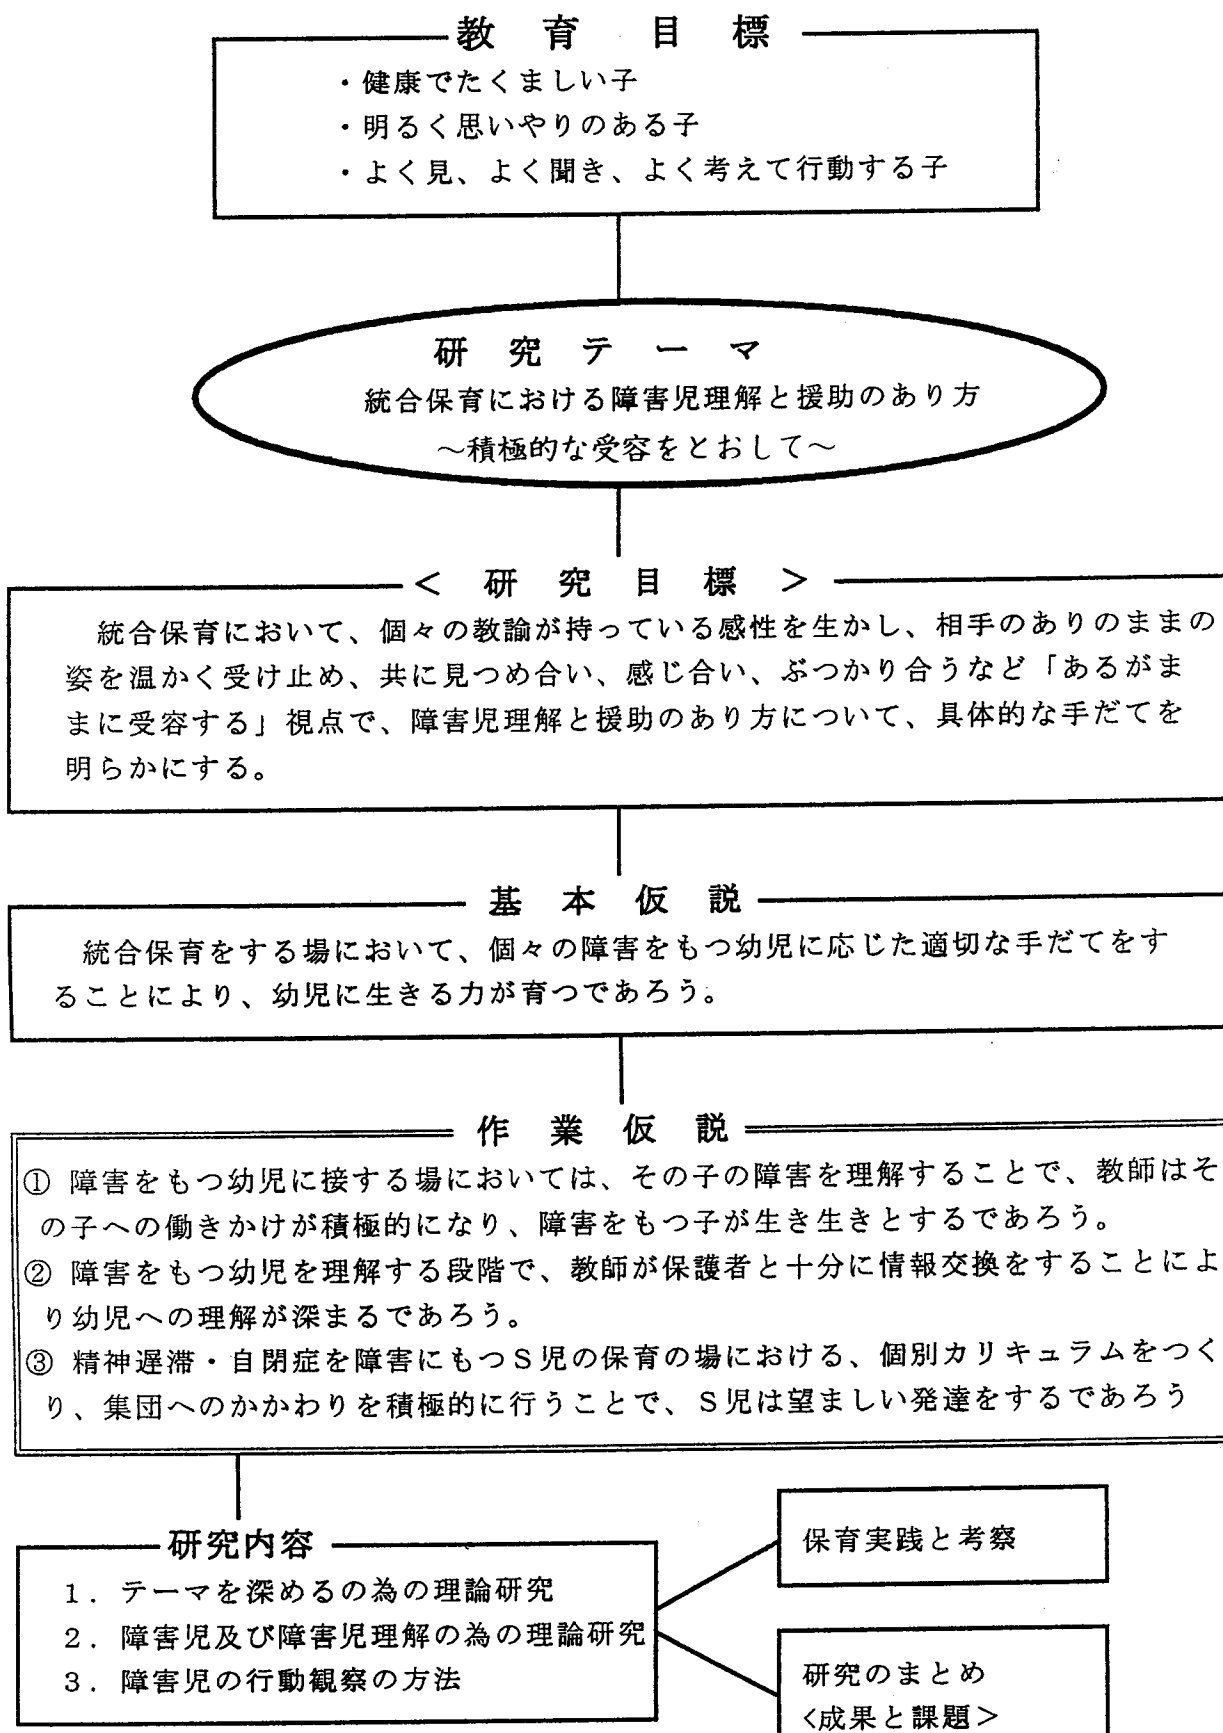 教育目標
・健康でたくましい子
・明るく思いやりのある子
・よく見、よく聞き、よく考えて行動する子
研究テーマ
統合保育における障害児理解と援助のあり方
～積極的な受容をとおして～
＜研究目標＞
統合保育において、個々の教諭が持っている感性を生かし、相手のありのままの
姿を温かく受け止め、共に見つめ合い、感じ合い、ぶつかり合うなど「あるがま
まに受容する」視点で、障害児理解と援助のあり方について、具体的な手だてを
明らかにする。
基本仮説
統合保育をする場において、個々の障害をもつ幼児に応じた適切な手だてをす
ることにより、幼児に生きる力が育つであろう。
作業仮説
① 障害をもつ幼児に接する場においては、その子の障害を理解することで、教師はそ
の子への働きかけが積極的になり、障害をもつ子が生き生きとするであろう。
② 障害をもつ幼児を理解する段階で、教師が保護者と十分に情報交換をすることによ
り幼児への理解が深まるであろう。
③ 精神遅滞・自閉症を障害にもつS児の保育の場における、個別カリキュラムをつく
り、集団へのかかわりを積極的に行うことで、S児は望ましい発達をするであろう
研究内容
1．テーマを深めるの為の理論研究
2．障害児及び障害児理解の為の理論研究
3．障害児の行動観察の方法
保育実践と考察
研究のまとめ
<成果と課題＞